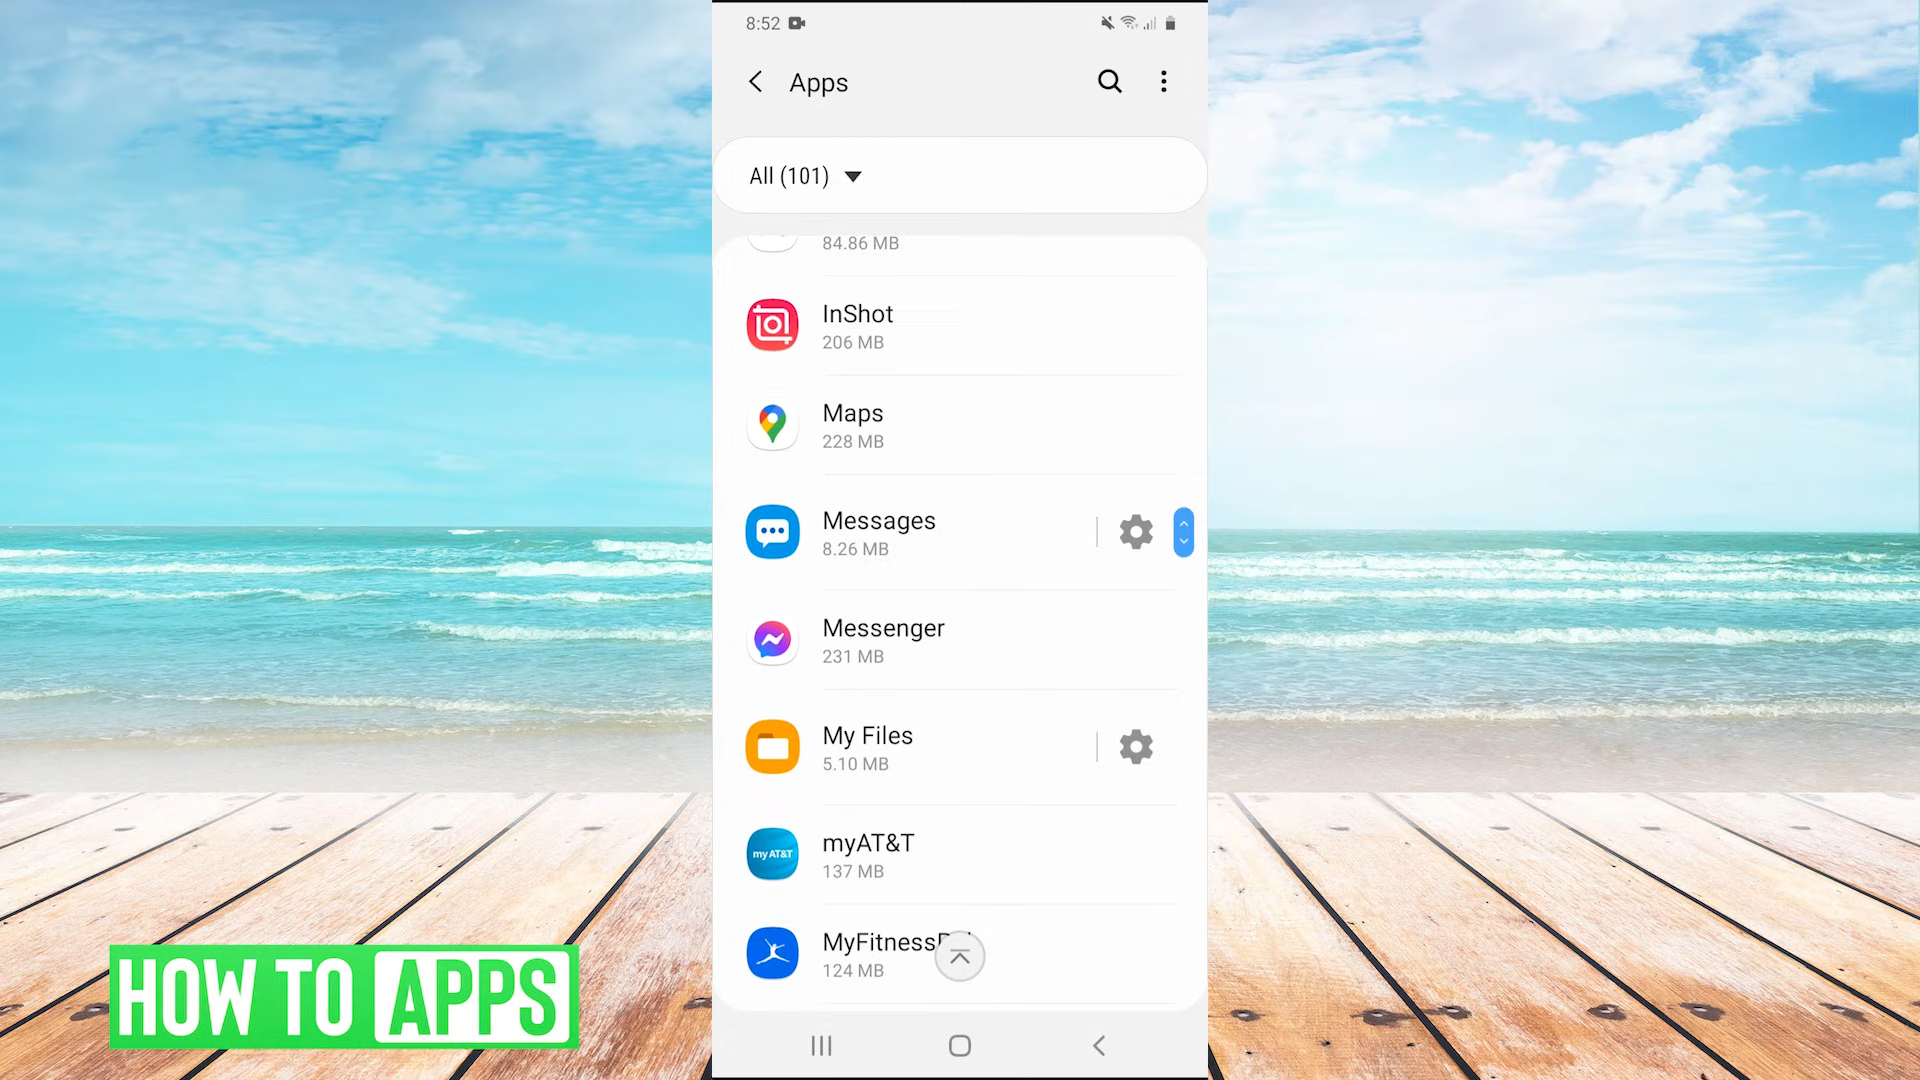 8:52
Apps
All (101)
84.86 MB
InShot
206 MB
Maps
228 MB
Messages
8.26 MB
Messenger
231 MB
My Files
5.10 MB
my AT&T
myAT&T
137 MB
124 MB
HOW TO APPS